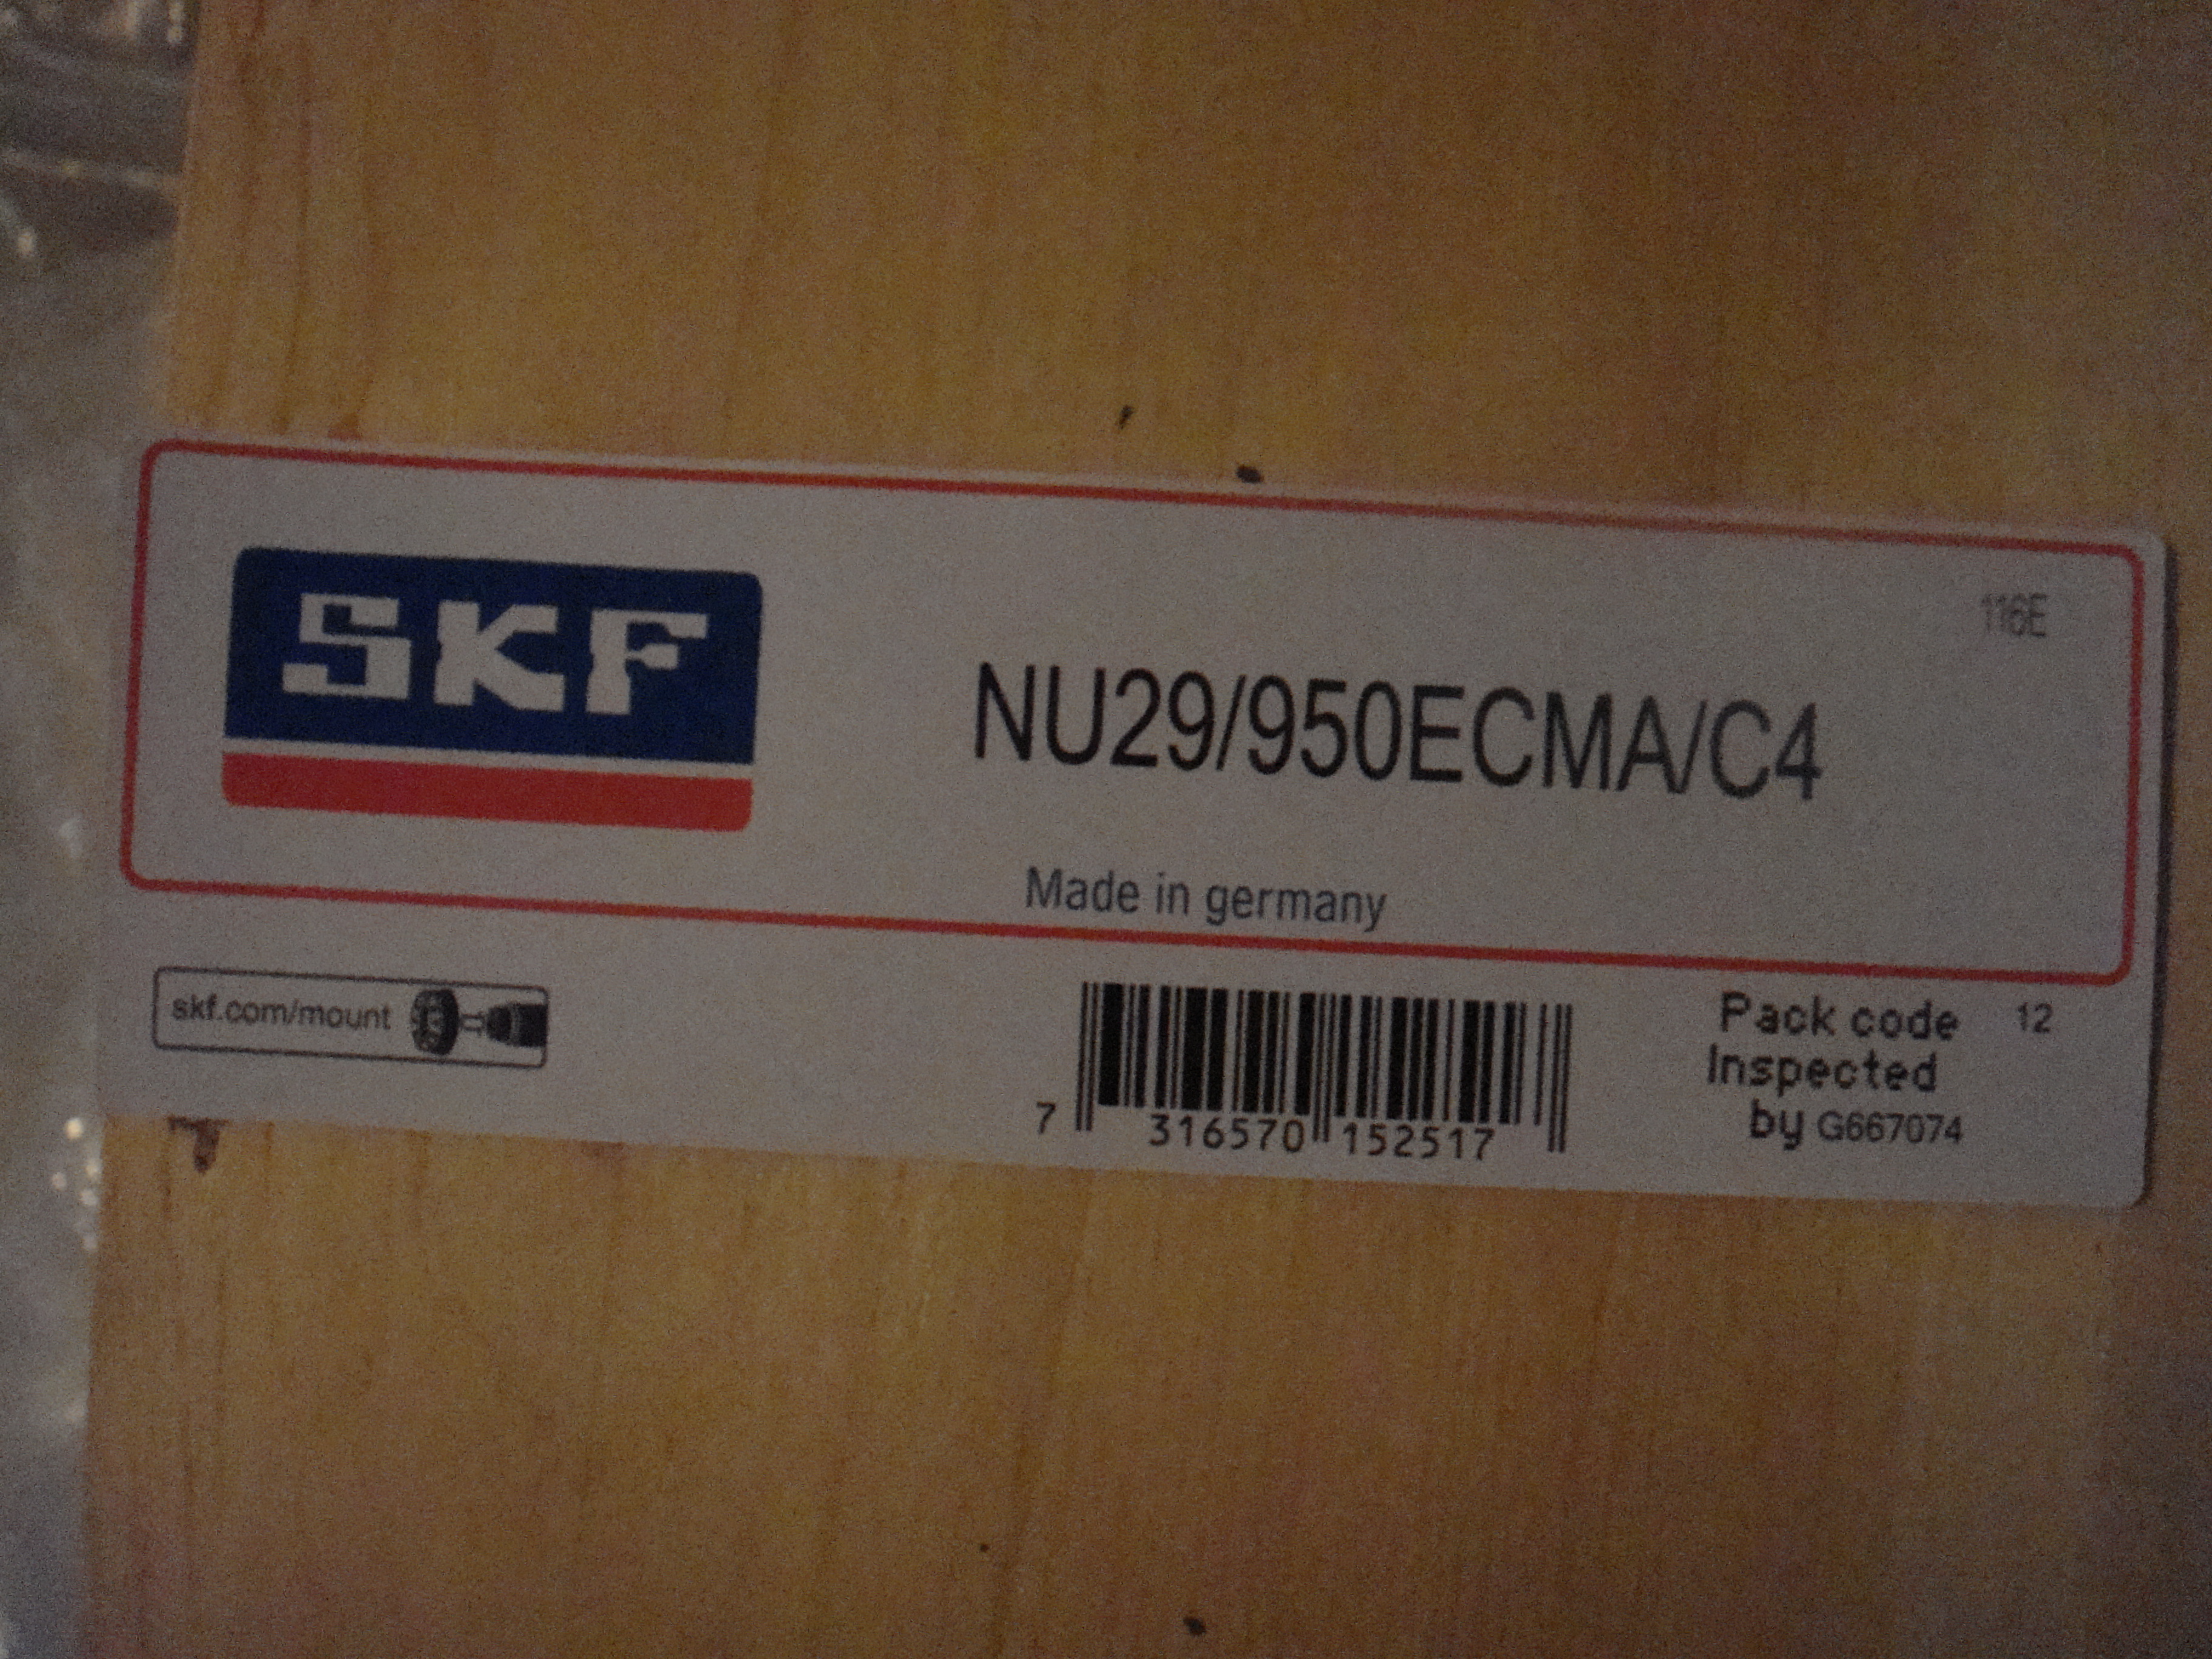 116E
SKF
NU29/950ECMA/C4
Made in germany
skf.com/mount
Pack code 12
Inspected
by G667074
7 316570 152517